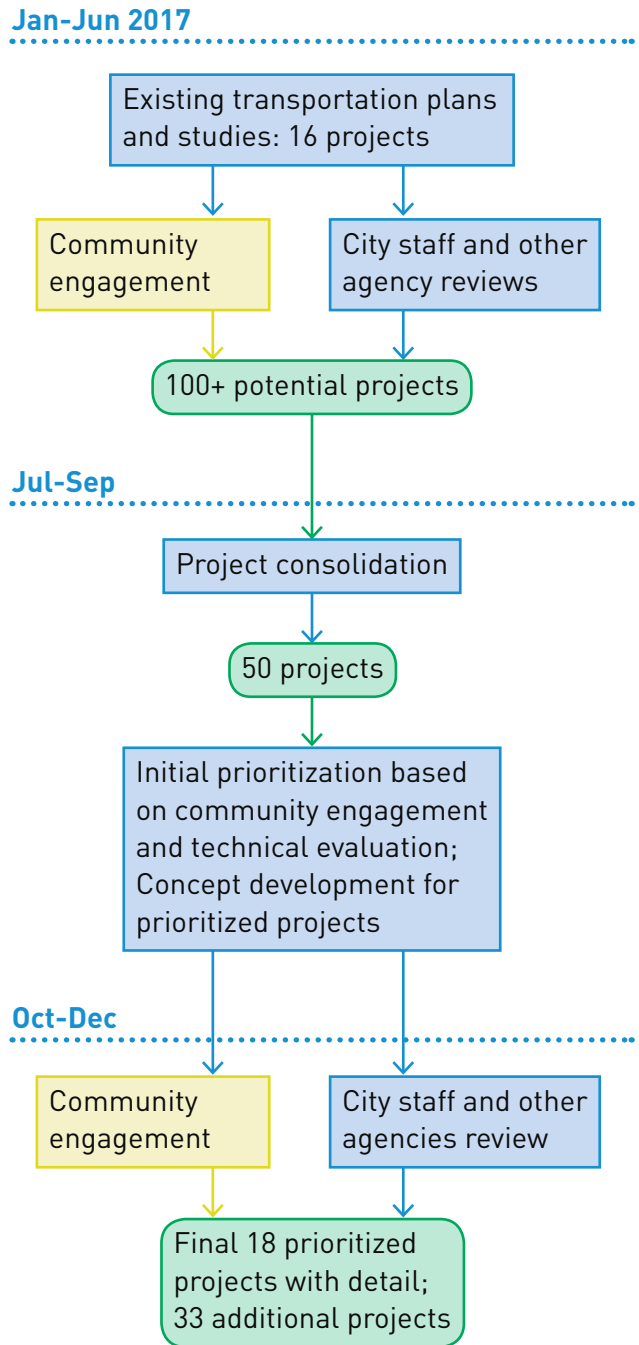 Jan-Jun 2017
Existing transportation plans
and studies: 16 projects
Community
engagement
City staff and other
agency reviews
100+ potential projects
Jul-Sep
Project consolidation
50 projects
Initial prioritization based
on community engagement
and technical evaluation;
Concept development for
prioritized projects
Oct-Dec
Community
engagement
City staff and other
agencies review
Final 18 prioritized
projects with detail;
33 additional projects